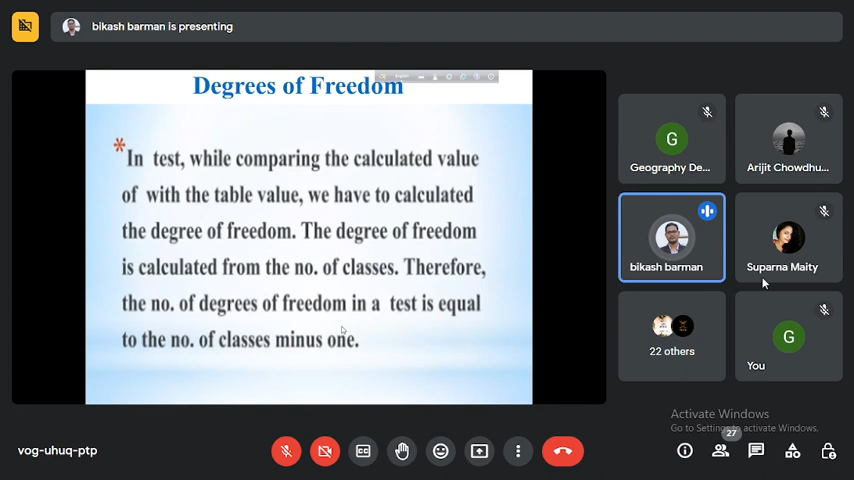 bikash barman is presenting
Degrees of Freedom
English
* In test, while comparing the calculated value
of with the table value, we have to calculated
the degree of freedom. The degree of freedom
is calculated from the no. of classes. Therefore,
the no. of degrees of freedom in a test is equal
to the no. of classes minus one.
G
Geography De...
Arijit Chowdhu...
bikash barman
Suparna Maity
22 others
G
You
Activate Windows
Go to Settings to activate Windows.
27
vog-uhuq-ptp